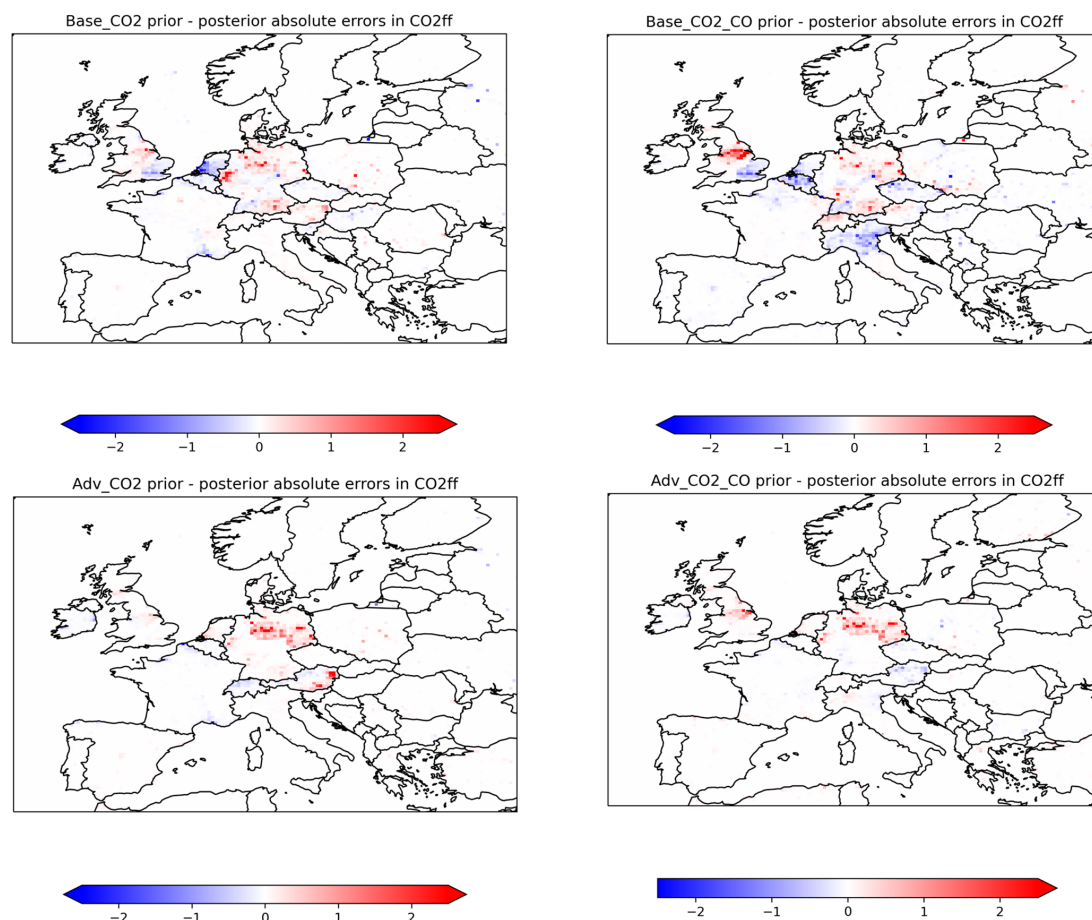 Base_CO2 prior - posterior absolute errors in CO2ff
Base_CO2_CO prior - posterior absolute errors in CO2ff
−2 −1 0 1 2
−2 −1 0 1 2
Adv_CO2 prior - posterior absolute errors in CO2ff
Adv_CO2_CO prior - posterior absolute errors in CO2ff
−2 −1 0 1 2
−2 −1 0 1 2